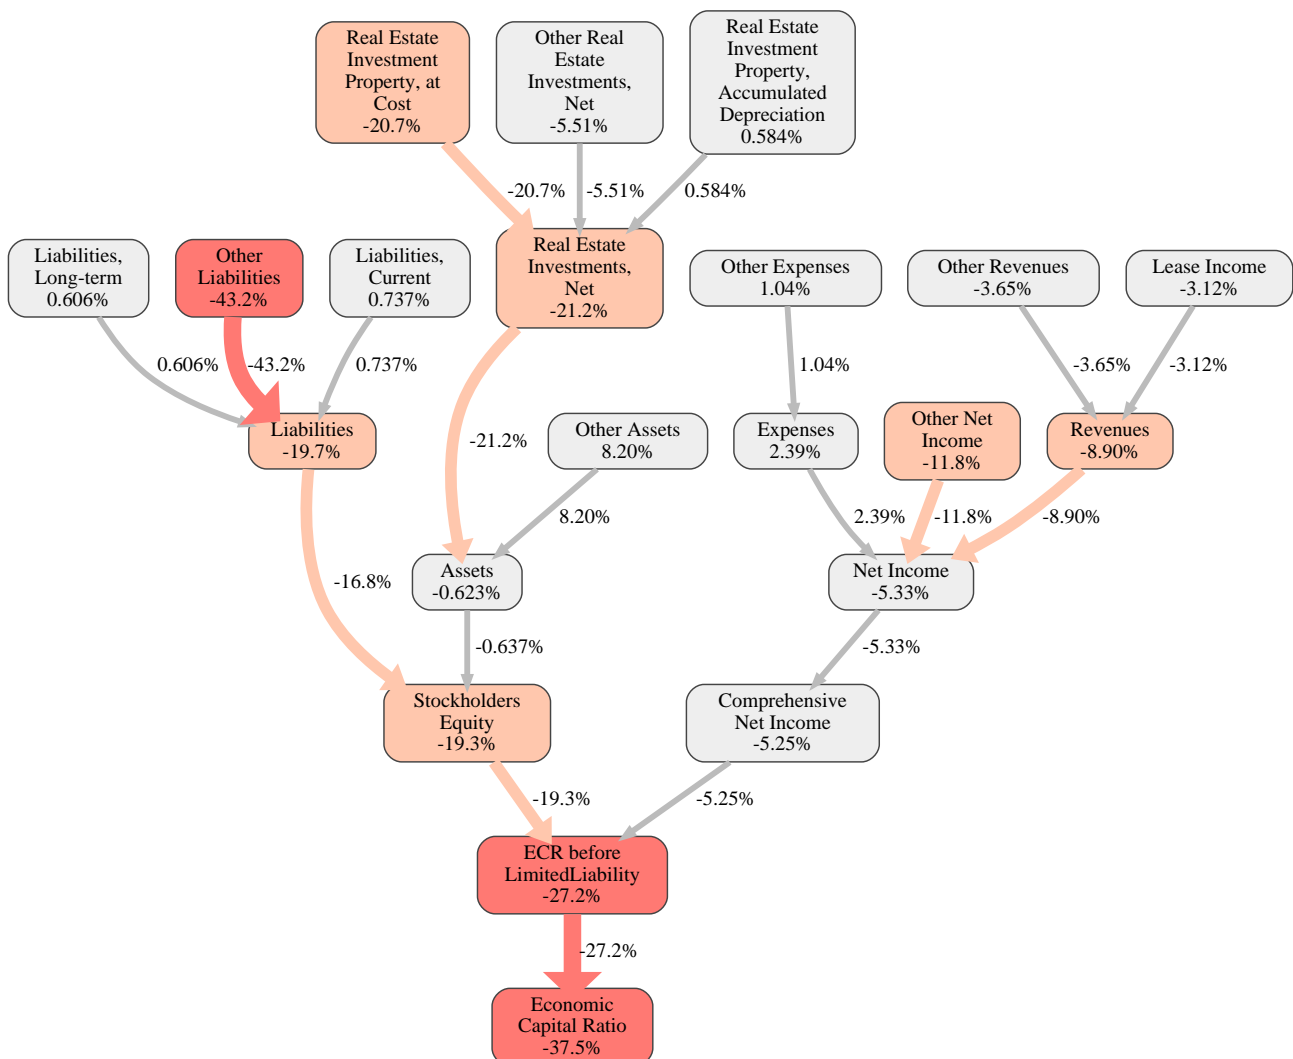 Real Estate
Investment
Property, at
Cost
-20.7%
Other Real
Estate
Investments,
Net
-5.51%
Real Estate
Investment
Property,
Accumulated
Depreciation
0.584%
-20.7%
-5.51%
0.584%
Liabilities,
Long-term
0.606%
Other
Liabilities
-43.2%
Liabilities,
Current
0.737%
Real Estate
Investments,
Net
-21.2%
Other Expenses
1.04%
Other Revenues
-3.65%
Lease Income
-3.12%
0.606%
-43.2%
0.737%
1.04%
-3.65%
-3.12%
Liabilities
-19.7%
-21.2%
Other Assets
8.20%
Expenses
2.39%
Other Net
Income
-11.8%
Revenues
-8.90%
8.20%
2.39%
-11.8%
-8.90%
-16.8%
Assets
-0.623%
Net Income
-5.33%
-0.637%
-5.33%
Stockholders
Equity
-19.3%
Comprehensive
Net Income
-5.25%
-19.3%
-5.25%
ECR before
LimitedLiability
-27.2%
-27.2%
Economic
Capital Ratio
-37.5%